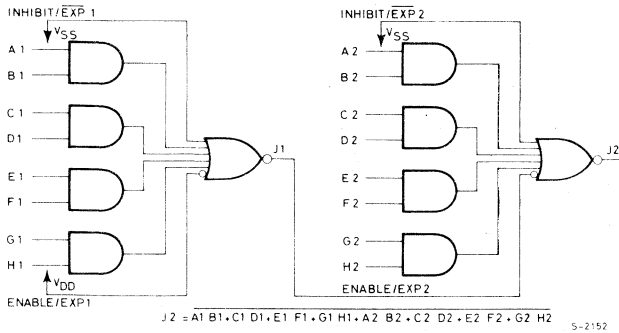 INHIBIT/EXP 1
VSS
A 1
B 1
C 1
D 1
E 1
F 1
G 1
H 1
VDD
ENABLE/EXP1
J1
INHIBIT/EXP 2
VSS
A 2
B 2
C 2
D 2
E 2
F 2
G 2
H 2
ENABLE/EXP2
J2
J2 = A1 B1 + C1 D1 + E1 F1 + G1 H1 + A2 B2 + C2 D2 + E2 F2 + G2 H2
S-2152